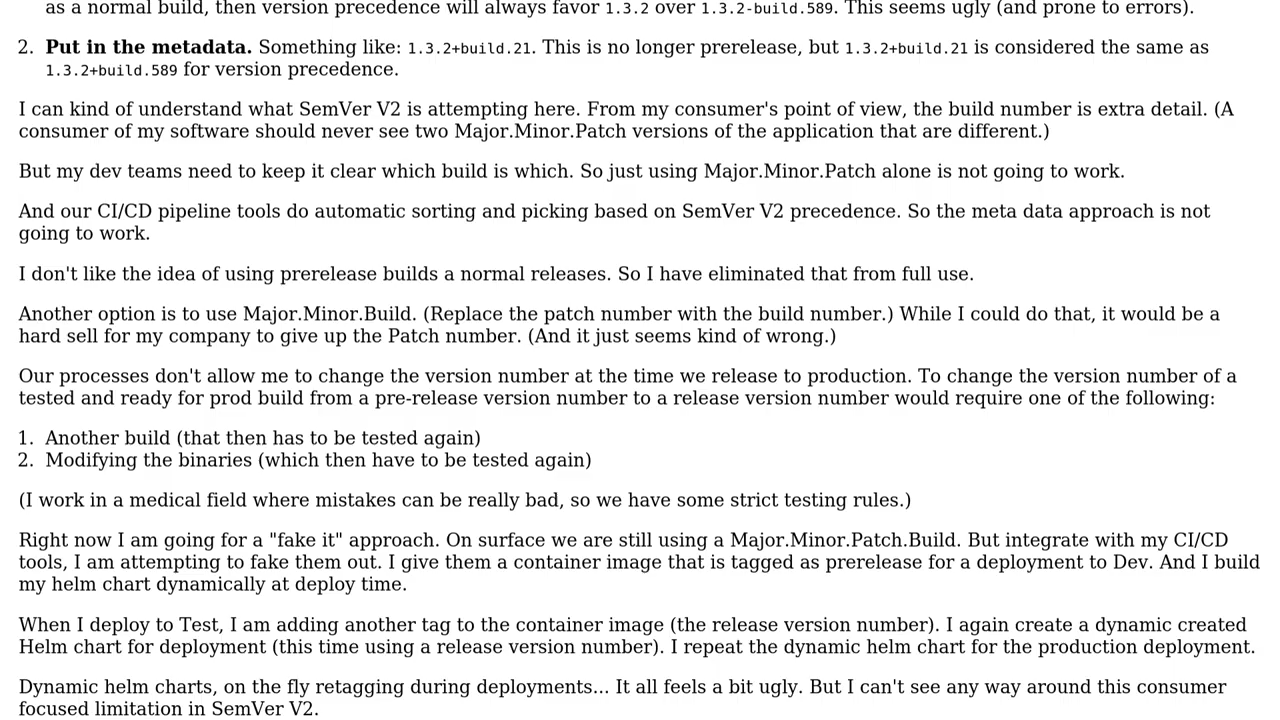 as a normal build, then version precedence will always favor 1.3.2 over 1.3.2-build.589. This seems ugly (and prone to errors).
2. Put in the metadata. Something like: 1.3.2+build.21. This is no longer prerelease, but 1.3.2+build.21 is considered the same as
1.3.2+build.589 for version precedence.
I can kind of understand what SemVer V2 is attempting here. From my consumer's point of view, the build number is extra detail. (A
consumer of my software should never see two Major.Minor.Patch versions of the application that are different.)
But my dev teams need to keep it clear which build is which. So just using Major.Minor.Patch alone is not going to work.
And our CI/CD pipeline tools do automatic sorting and picking based on SemVer V2 precedence. So the meta data approach is not
going to work.
I don't like the idea of using prerelease builds a normal releases. So I have eliminated that from full use.
Another option is to use Major.Minor.Build. (Replace the patch number with the build number.) While I could do that, it would be a
hard sell for my company to give up the Patch number. (And it just seems kind of wrong.)
Our processes don't allow me to change the version number at the time we release to production. To change the version number of a
tested and ready for prod build from a pre-release version number to a release version number would require one of the following:
1. Another build (that then has to be tested again)
2. Modifying the binaries (which then have to be tested again)
(I work in a medical field where mistakes can be really bad, so we have some strict testing rules.)
Right now I am going for a "fake it" approach. On surface we are still using a Major.Minor.Patch.Build. But integrate with my CI/CD
tools, I am attempting to fake them out. I give them a container image that is tagged as prerelease for a deployment to Dev. And I build
my helm chart dynamically at deploy time.
When I deploy to Test, I am adding another tag to the container image (the release version number). I again create a dynamic created
Helm chart for deployment (this time using a release version number). I repeat the dynamic helm chart for the production deployment.
Dynamic helm charts, on the fly retagging during deployments... It all feels a bit ugly. But I can't see any way around this consumer
focused limitation in SemVer V2.